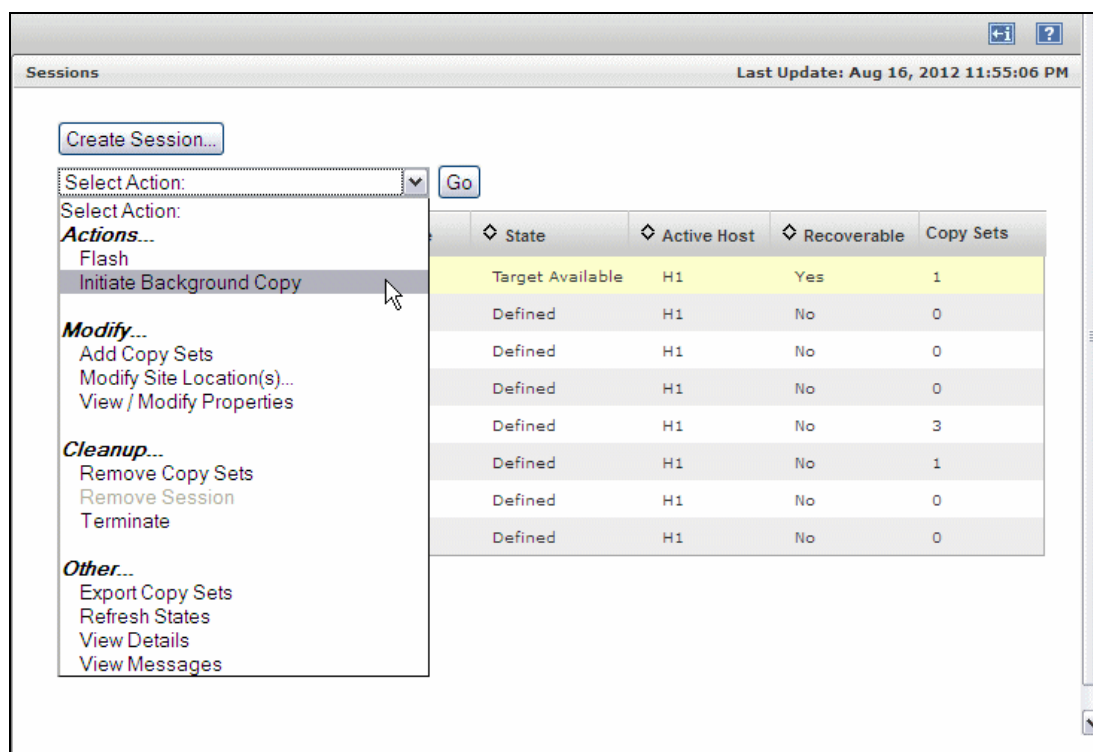 Sessions Last Update: Aug 16, 2012 11:55:06 PM
Create Session...
Select Action: Go
Select Action:
Actions...
State Active Host Recoverable Copy Sets
Flash
Initiate Background Copy
Target Available H1 Yes 1
Defined H1 No 0
Modify...
Add Copy Sets
Defined H1 No 0
Modify Site Location(s)...
Defined H1 No 0
View / Modify Properties
Defined H1 No 3
Cleanup...
Remove Copy Sets
Defined H1 No 1
Remove Session
Defined H1 No 0
Terminate
Defined H1 No 0
Other...
Export Copy Sets
Refresh States
View Details
View Messages